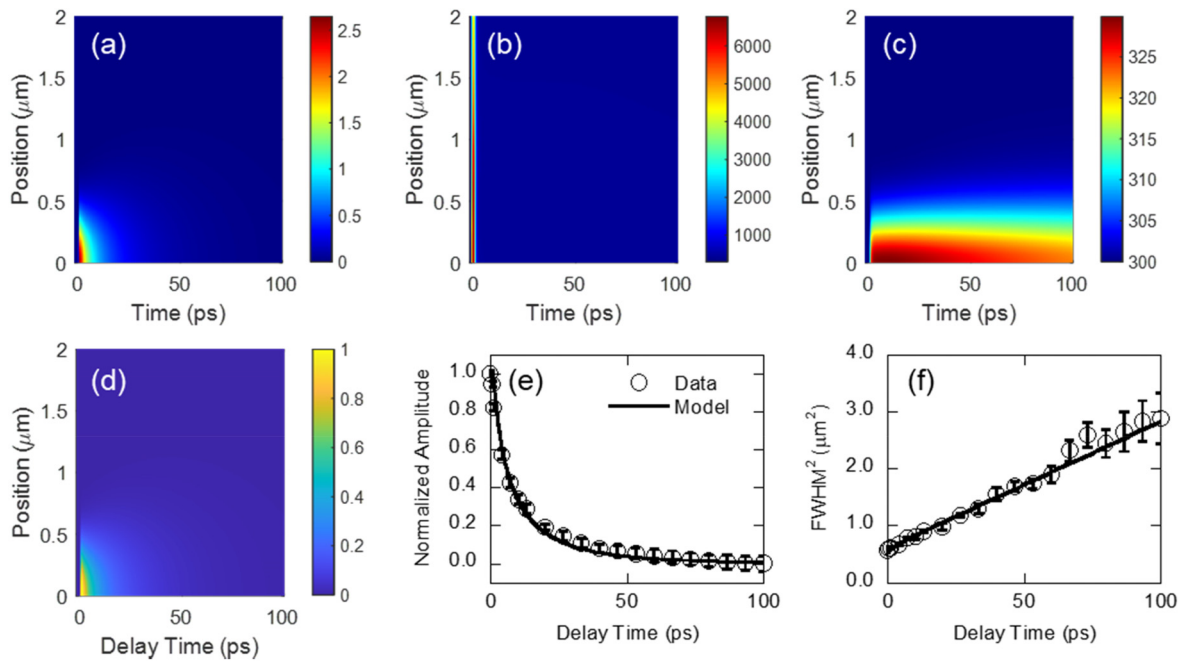 (a)
Position (μm)
2
1.5
1
0.5
0
0 50 100
Time (ps)
2.5
2
1.5
1
0.5
0
(b)
Position (μm)
2
1.5
1
0.5
0
0 50 100
Time (ps)
6000
5000
4000
3000
2000
1000
(c)
Position (μm)
2
1.5
1
0.5
0
0 50 100
Time (ps)
325
320
315
310
305
300
(d)
Position (μm)
2
1.5
1
0.5
0
0 50 100
Delay Time (ps)
1
0.8
0.6
0.4
0.2
0
(e)
Data
Model
Normalized Amplitude
1.0
0.8
0.6
0.4
0.2
0.0
0 50 100
Delay Time (ps)
(f)
FWHM² (μm²)
4.0
3.0
2.0
1.0
0.0
0 50 100
Delay Time (ps)